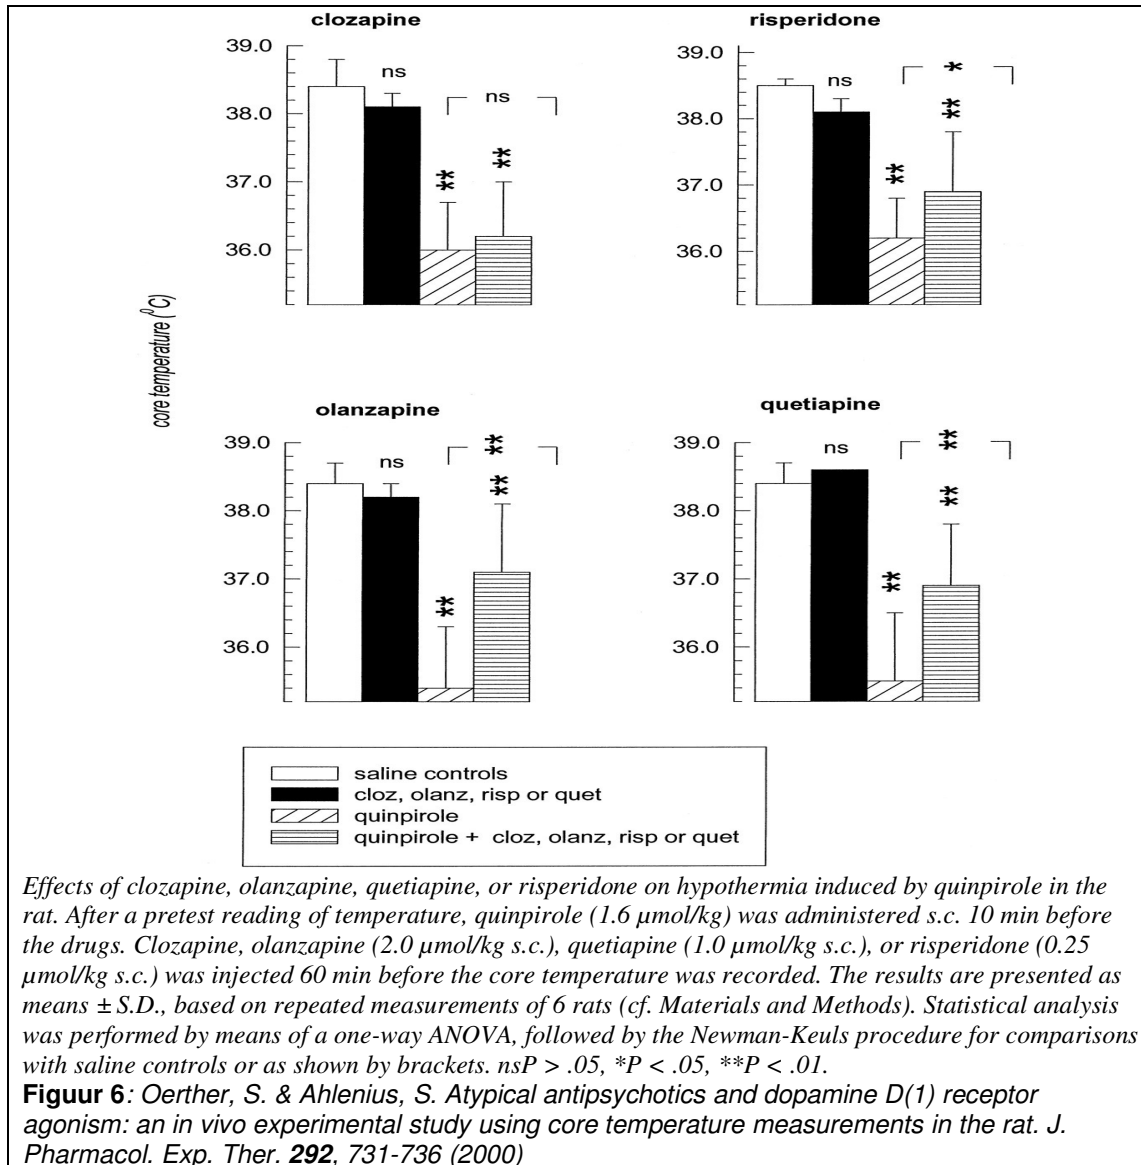 clozapine
39.0
38.0
37.0
36.0
ns
**
ns
**
risperidone
39.0
38.0
37.0
36.0
ns
**
*
**
core temperature (⁰C)
olanzapine
39.0
38.0
37.0
36.0
ns
**
**
**
quetiapine
39.0
38.0
37.0
36.0
ns
**
**
**
saline controls
cloz, olanz, risp or quet
quinpirole
quinpirole + cloz, olanz, risp or quet
Effects of clozapine, olanzapine, quetiapine, or risperidone on hypothermia induced by quinpirole in the
rat. After a pretest reading of temperature, quinpirole (1.6 µmol/kg) was administered s.c. 10 min before
the drugs. Clozapine, olanzapine (2.0 µmol/kg s.c.), quetiapine (1.0 µmol/kg s.c.), or risperidone (0.25
µmol/kg s.c.) was injected 60 min before the core temperature was recorded. The results are presented as
means ± S.D., based on repeated measurements of 6 rats (cf. Materials and Methods). Statistical analysis
was performed by means of a one-way ANOVA, followed by the Newman-Keuls procedure for comparisons
with saline controls or as shown by brackets. nsP > .05, *P < .05, **P < .01.
Figuur 6: Oerther, S. & Ahlenius, S. Atypical antipsychotics and dopamine D(1) receptor
agonism: an in vivo experimental study using core temperature measurements in the rat. J.
Pharmacol. Exp. Ther. 292, 731-736 (2000)